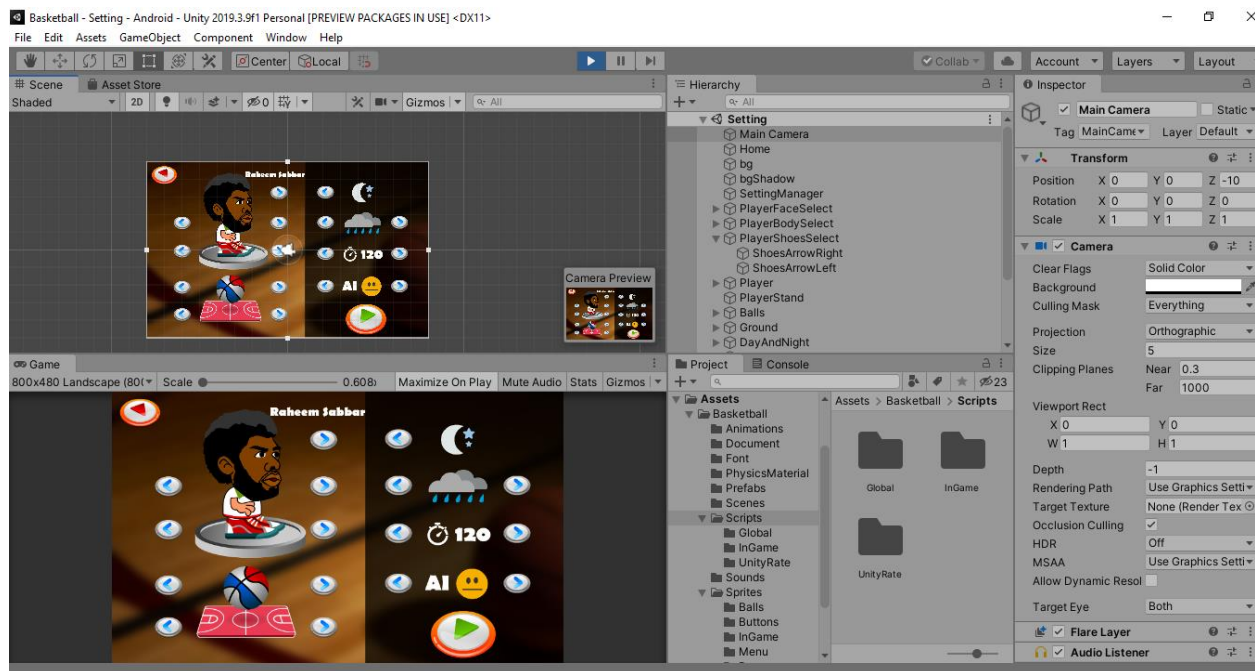 Basketball - Setting - Android - Unity 2019.3.9f1 Personal [PREVIEW PACKAGES IN USE] <DX11>
File Edit Assets GameObject Component Window Help
Center Local Collab Account Layers Layout
Scene Asset Store
Shaded 2D 0 Gizmos All
Raheem Sabbar
120
AI
Camera Preview
Game
800x480 Landscape (80( Scale 0.608) Maximize On Play Mute Audio Stats Gizmos
Raheem Sabbar
120
AI
Hierarchy
All
Setting
Main Camera
Home
bg
bgShadow
SettingManager
PlayerFaceSelect
PlayerBodySelect
PlayerShoesSelect
ShoesArrowRight
ShoesArrowLeft
Player
PlayerStand
Balls
Ground
DayAndNight
Project Console
23
Assets
Basketball
Animations
Document
Font
PhysicsMaterial
Prefabs
Scenes
Scripts
Global
InGame
UnityRate
Sounds
Sprites
Balls
Buttons
InGame
Menu
Assets > Basketball > Scripts
Global InGame
UnityRate
Inspector
Main Camera Static
Tag MainCame Layer Default
Transform
Position X 0 Y 0 Z -10
Rotation X 0 Y 0 Z 0
Scale X 1 Y 1 Z 1
Camera
Clear Flags Solid Color
Background
Culling Mask Everything
Projection Orthographic
Size 5
Clipping Planes Near 0.3
Far 1000
Viewport Rect
X 0 Y 0
W 1 H 1
Depth -1
Rendering Path Use Graphics Setti
Target Texture None (Render Tex
Occlusion Culling
HDR Off
MSAA Use Graphics Setti
Allow Dynamic Resol
Target Eye Both
Flare Layer
Audio Listener